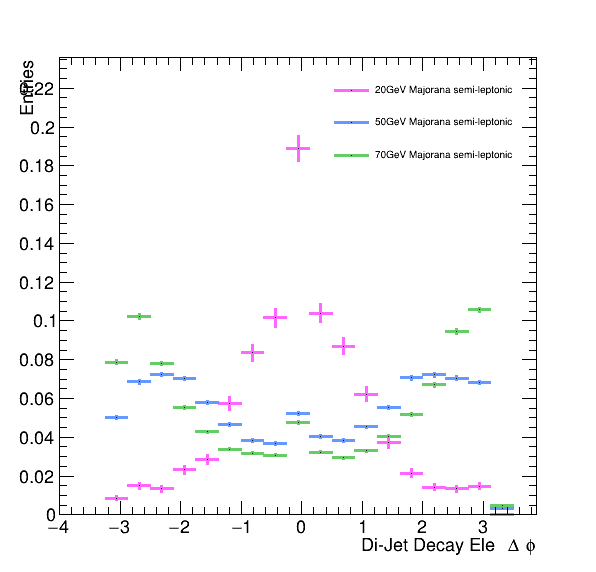 Entries
0.22
0.2
0.18
0.16
0.14
0.12
0.1
0.08
0.06
0.04
0.02
0
20GeV Majorana semi-leptonic
50GeV Majorana semi-leptonic
70GeV Majorana semi-leptonic
−4 −3 −2 −1 0 1 2 3
Di-Jet Decay Ele Δ ϕ